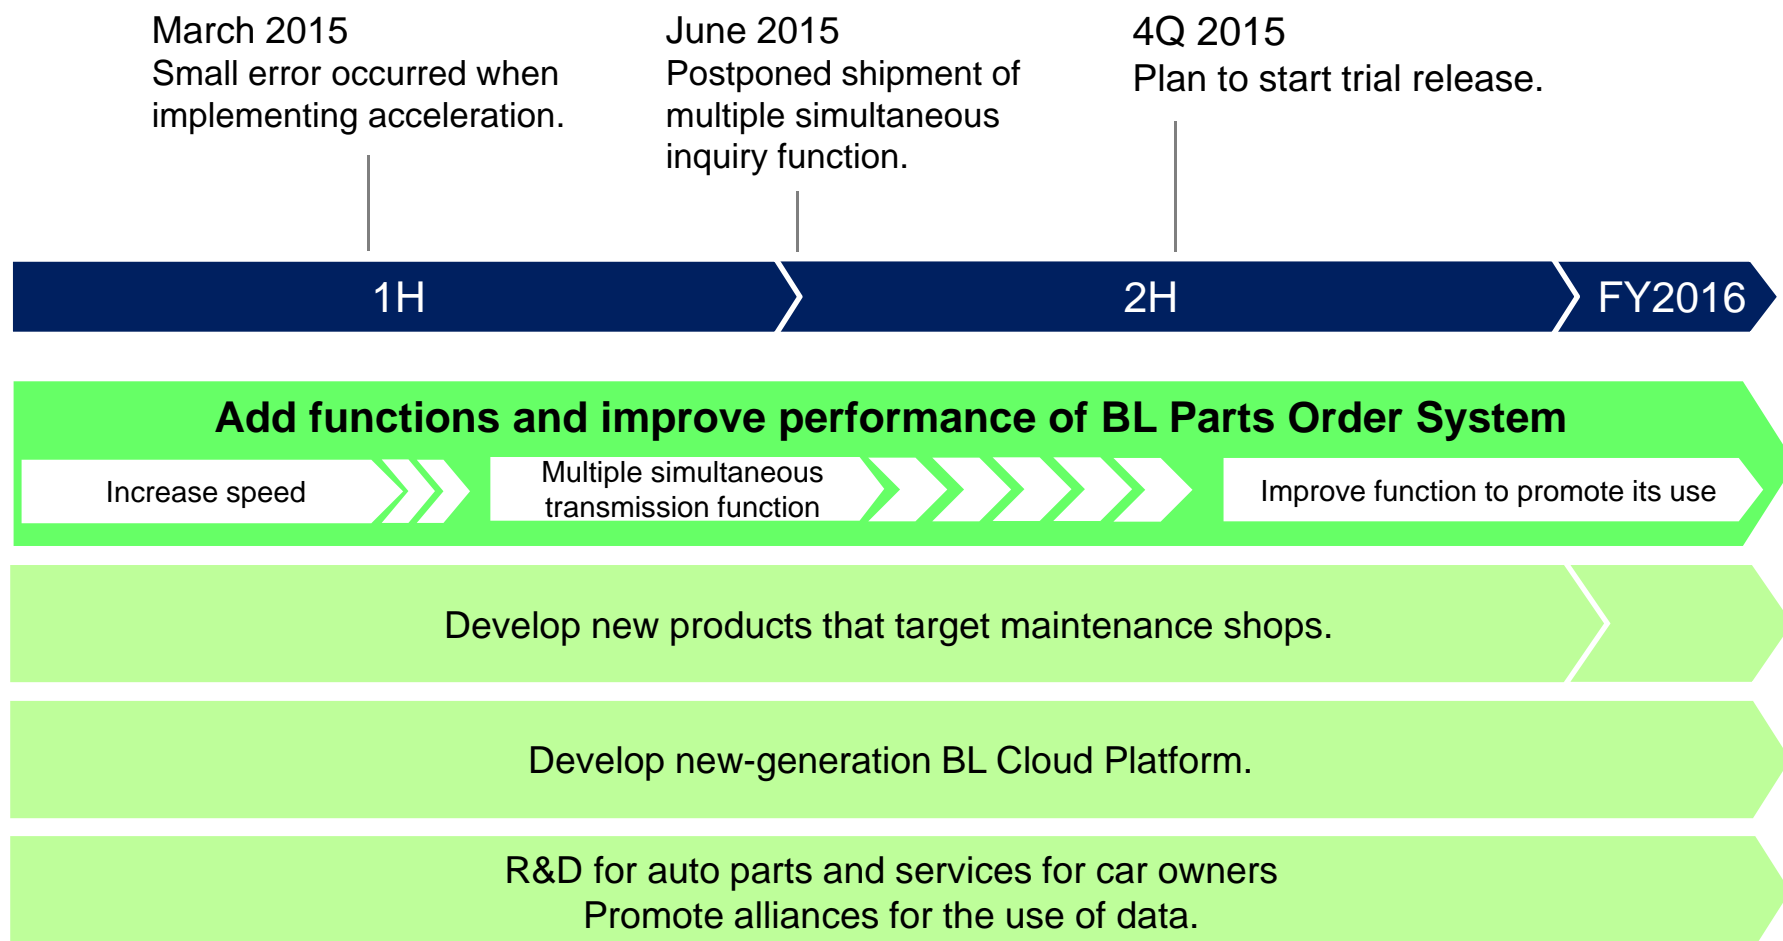 March 2015
Small error occurred when
implementing acceleration.
June 2015
Postponed shipment of
multiple simultaneous
inquiry function.
4Q 2015
Plan to start trial release.
1H
2H
FY2016
Add functions and improve performance of BL Parts Order System
Increase speed
Multiple simultaneous
transmission function
Improve function to promote its use
Develop new products that target maintenance shops.
Develop new-generation BL Cloud Platform.
R&D for auto parts and services for car owners
Promote alliances for the use of data.